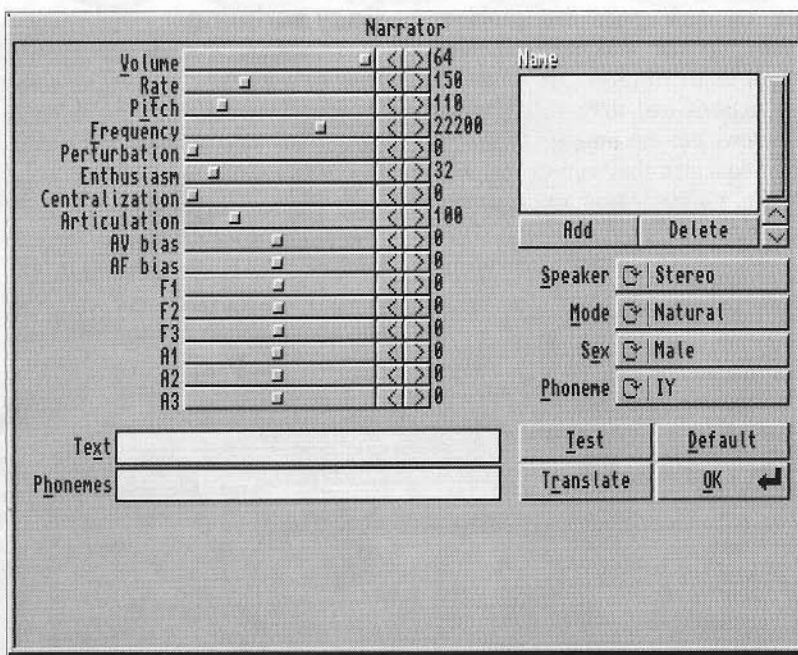 Narrator
Volume < > 64
Rate < > 150
Pitch < > 110
Frequency < > 22200
Perturbation < > 0
Enthusiasm < > 32
Centralization < > 0
Articulation < > 100
AV bias < > 0
AF bias < > 0
F1 < > 0
F2 < > 0
F3 < > 0
A1 < > 0
A2 < > 0
A3 < > 0
Text
Phonemes
Name
Add Delete
Speaker Stereo
Mode Natural
Sex Male
Phoneme IY
Test Default
Translate OK